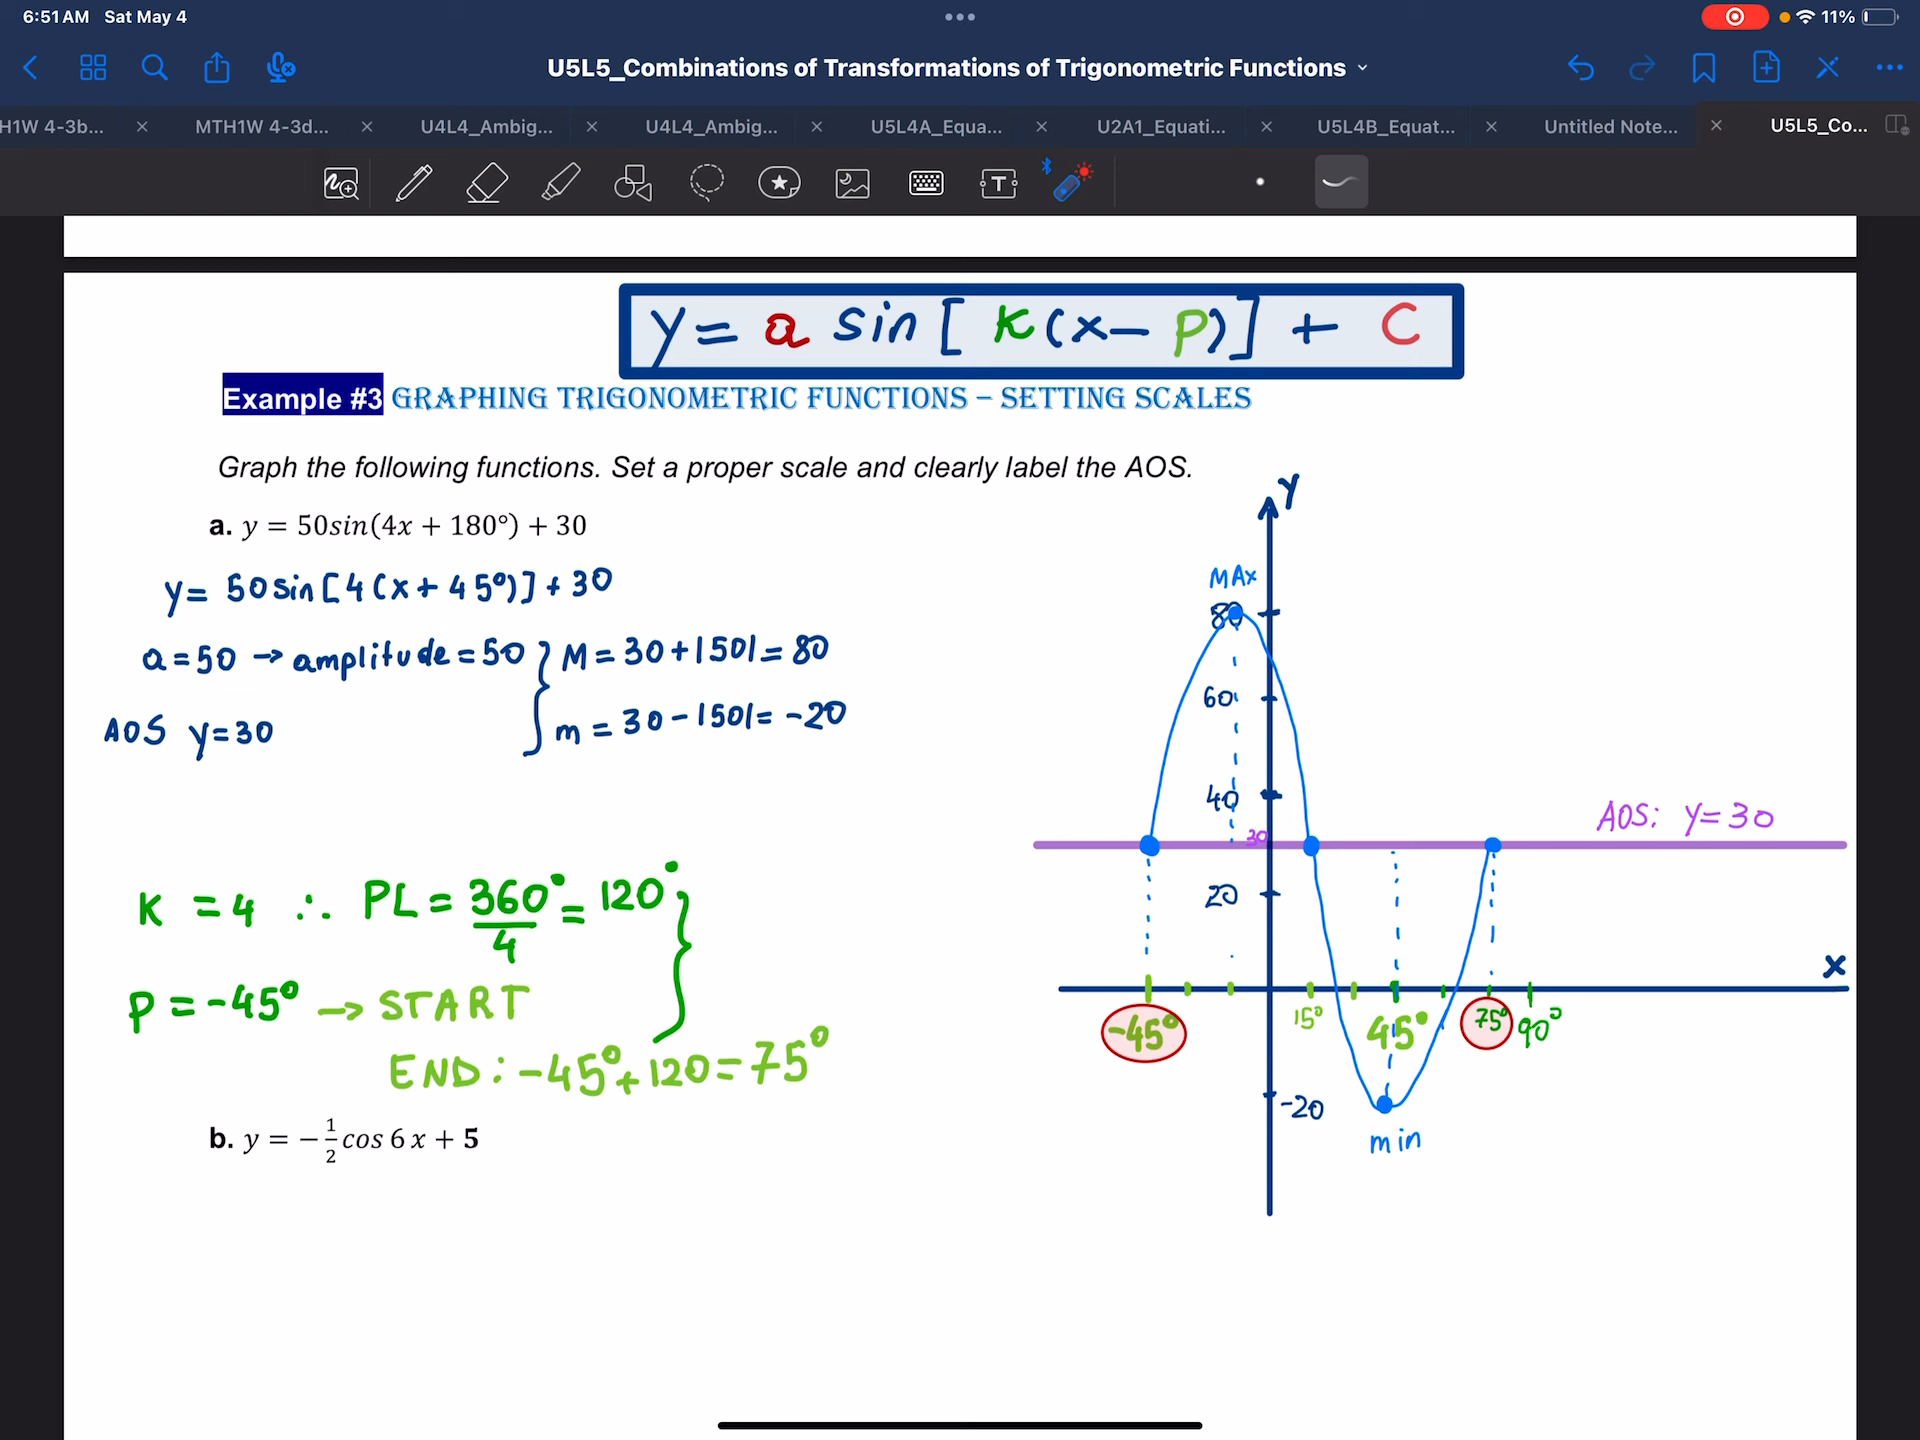 6:51 AM Sat May 4
11%
U5L5_Combinations of Transformations of Trigonometric Functions
H1W 4-3b...
MTH1W 4-3d...
U4L4_Ambig...
U4L4_Ambig...
U5L4A_Equa...
U2A1_Equati...
U5L4B_Equat...
Untitled Note...
U5L5_Co...
y = a sin [ k(x - p)] + C
Example #3 GRAPHING TRIGONOMETRIC FUNCTIONS – SETTING SCALES
Graph the following functions. Set a proper scale and clearly label the AOS.
a. y = 50sin(4x + 180°) + 30
y = 50 sin [4(x + 45°)] + 30
a = 50 → amplitude = 50
M = 30 + |50| = 80
AOS y = 30
m = 30 - |50| = -20
K = 4 ∴ PL = 360°/4 = 120°
P = -45° → START
END: -45° + 120 = 75°
b. y = −1/2 cos 6x + 5
Y
MAX
80
60
40
30
AOS: y = 30
20
X
-45°
15°
45°
75°
90°
-20
min